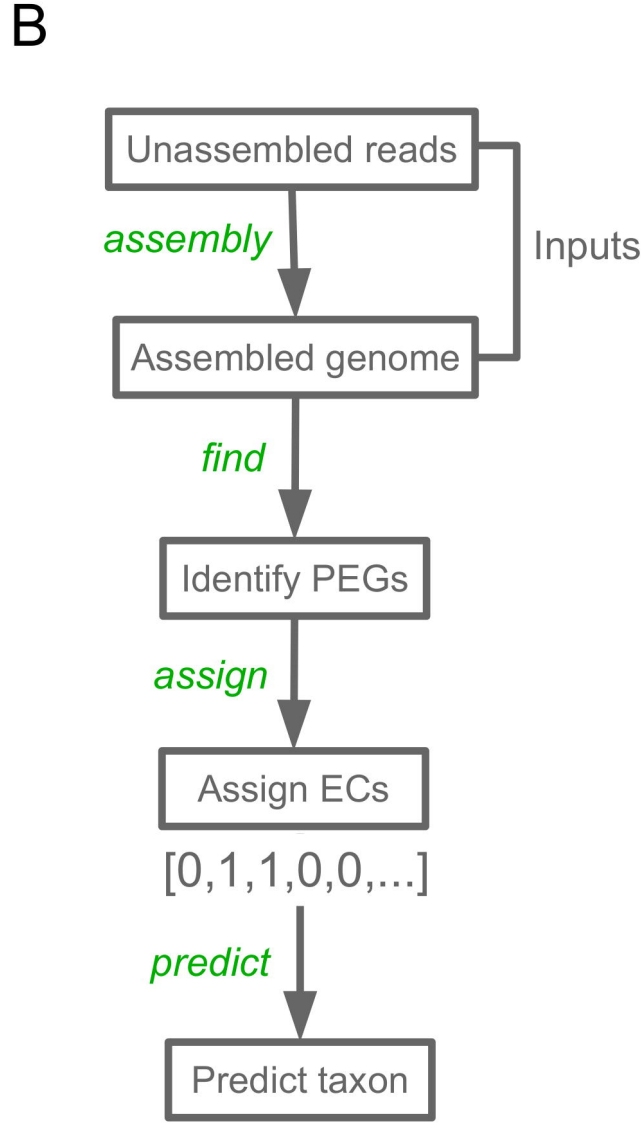 B
Unassembled reads
assembly
Inputs
Assembled genome
find
Identify PEGs
assign
Assign ECs
[0,1,1,0,0,...]
predict
Predict taxon